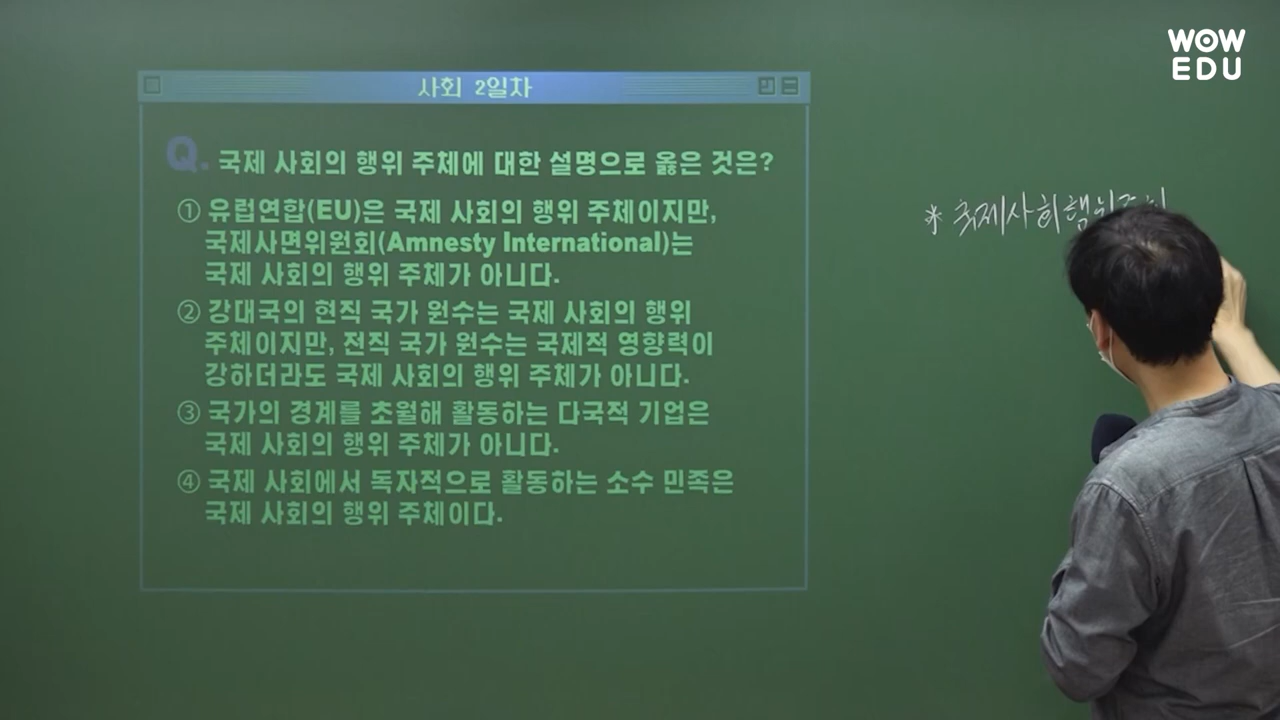 WOW
EDU
사회 2일차
Q. 국제 사회의 행위 주체에 대한 설명으로 옳은 것은?
① 유럽연합(EU)은 국제 사회의 행위 주체이지만,
국제사면위원회(Amnesty International)는
국제 사회의 행위 주체가 아니다.
② 강대국의 현직 국가 원수는 국제 사회의 행위
주체이지만, 전직 국가 원수는 국제적 영향력이
강하더라도 국제 사회의 행위 주체가 아니다.
③ 국가의 경계를 초월해 활동하는 다국적 기업은
국제 사회의 행위 주체가 아니다.
④ 국제 사회에서 독자적으로 활동하는 소수 민족은
국제 사회의 행위 주체이다.
※ 국제사회행위